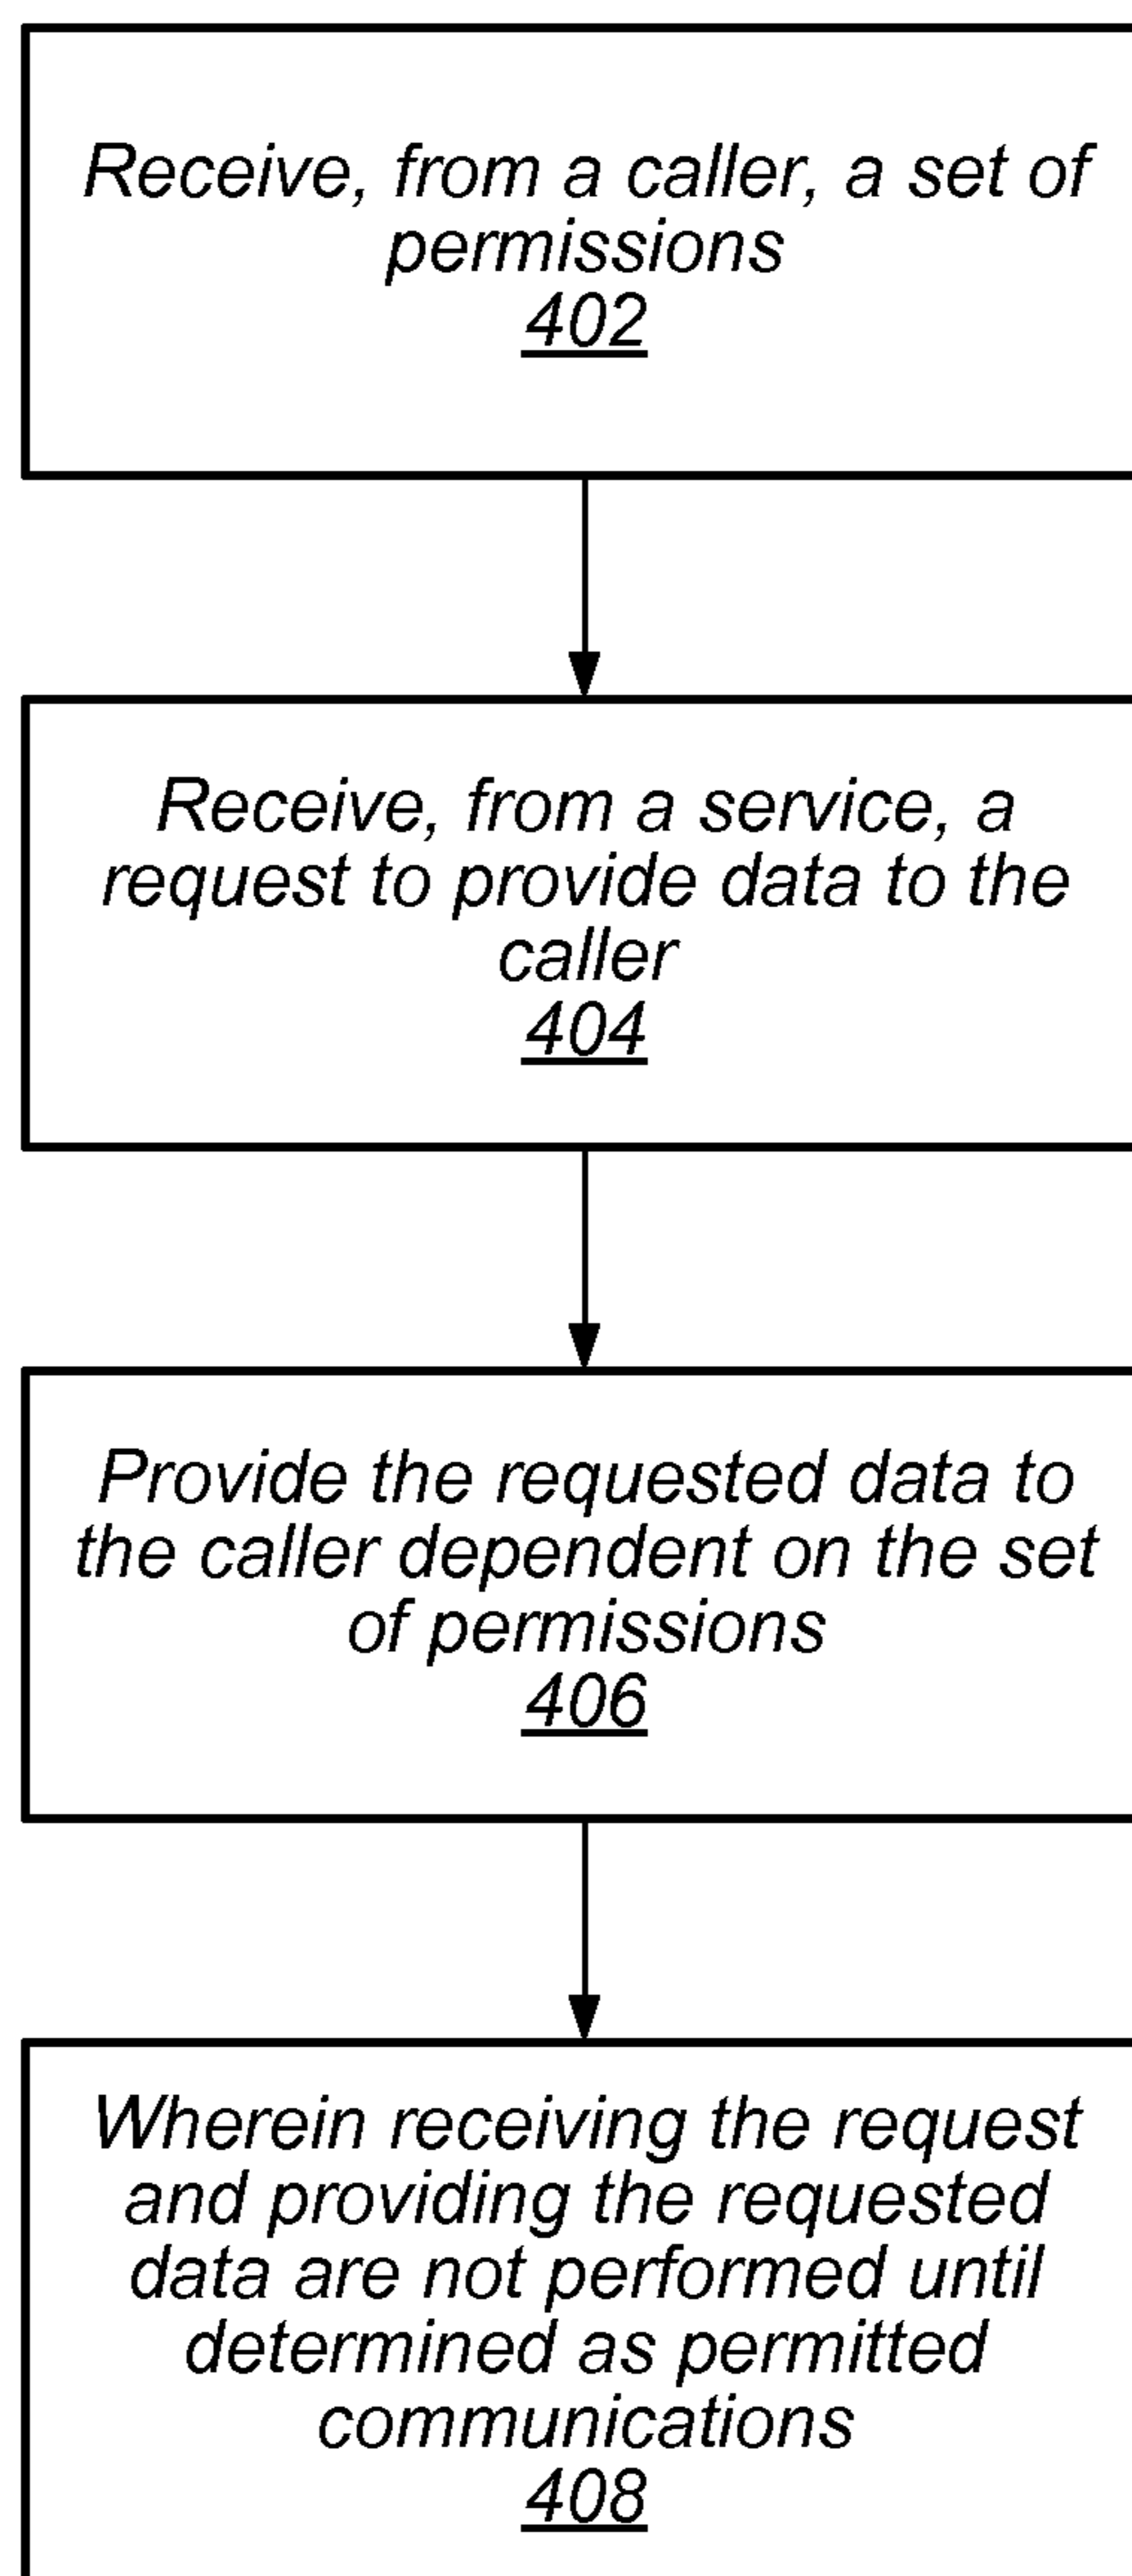 Receive, from a caller, a set of
permissions
402
Receive, from a service, a
request to provide data to the
caller
404
Provide the requested data to
the caller dependent on the set
of permissions
406
Wherein receiving the request
and providing the requested
data are not performed until
determined as permitted
communications
408